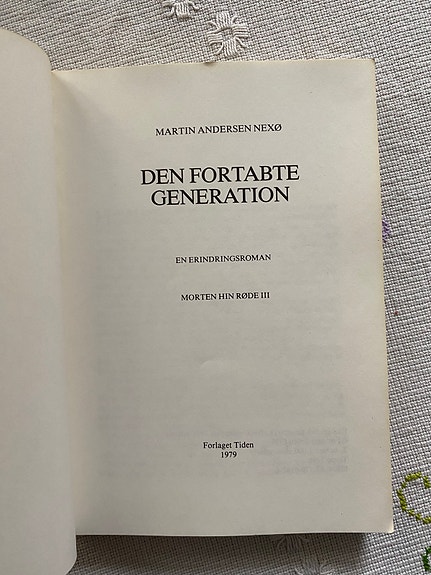 MARTIN ANDERSEN NEXØ
DEN FORTABTE
GENERATION
EN ERINDRINGSROMAN
MORTEN HIN RØDE III
Forlaget Tiden
1979